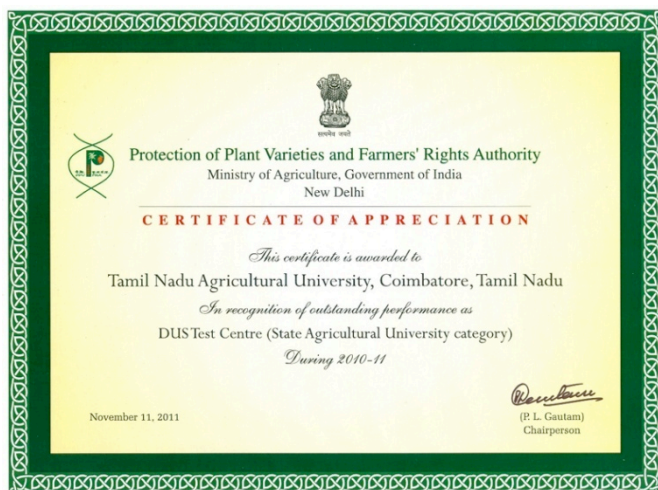 सत्यमेव जयते
Protection of Plant Varieties and Farmers' Rights Authority
Ministry of Agriculture, Government of India
New Delhi
CERTIFICATE OF APPRECIATION
This certificate is awarded to
Tamil Nadu Agricultural University, Coimbatore, Tamil Nadu
In recognition of outstanding performance as
DUS Test Centre (State Agricultural University category)
During 2010-11
November 11, 2011
(P. L. Gautam)
Chairperson